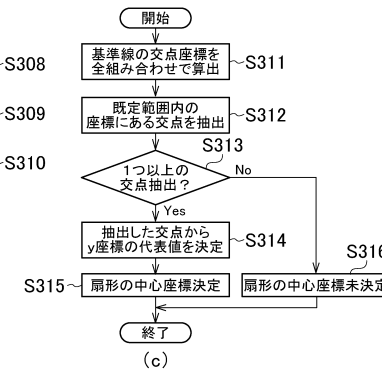 開始
基準線の交点座標を
全組み合わせで算出
S311
S308
既定範囲内の
座標にある交点を抽出
S312
S309
S313
S310
1つ以上の
交点抽出?
No
Yes
抽出した交点から
y座標の代表値を決定
S314
S316
S315
扇形の中心座標決定
扇形の中心座標未決定
終了
(c)